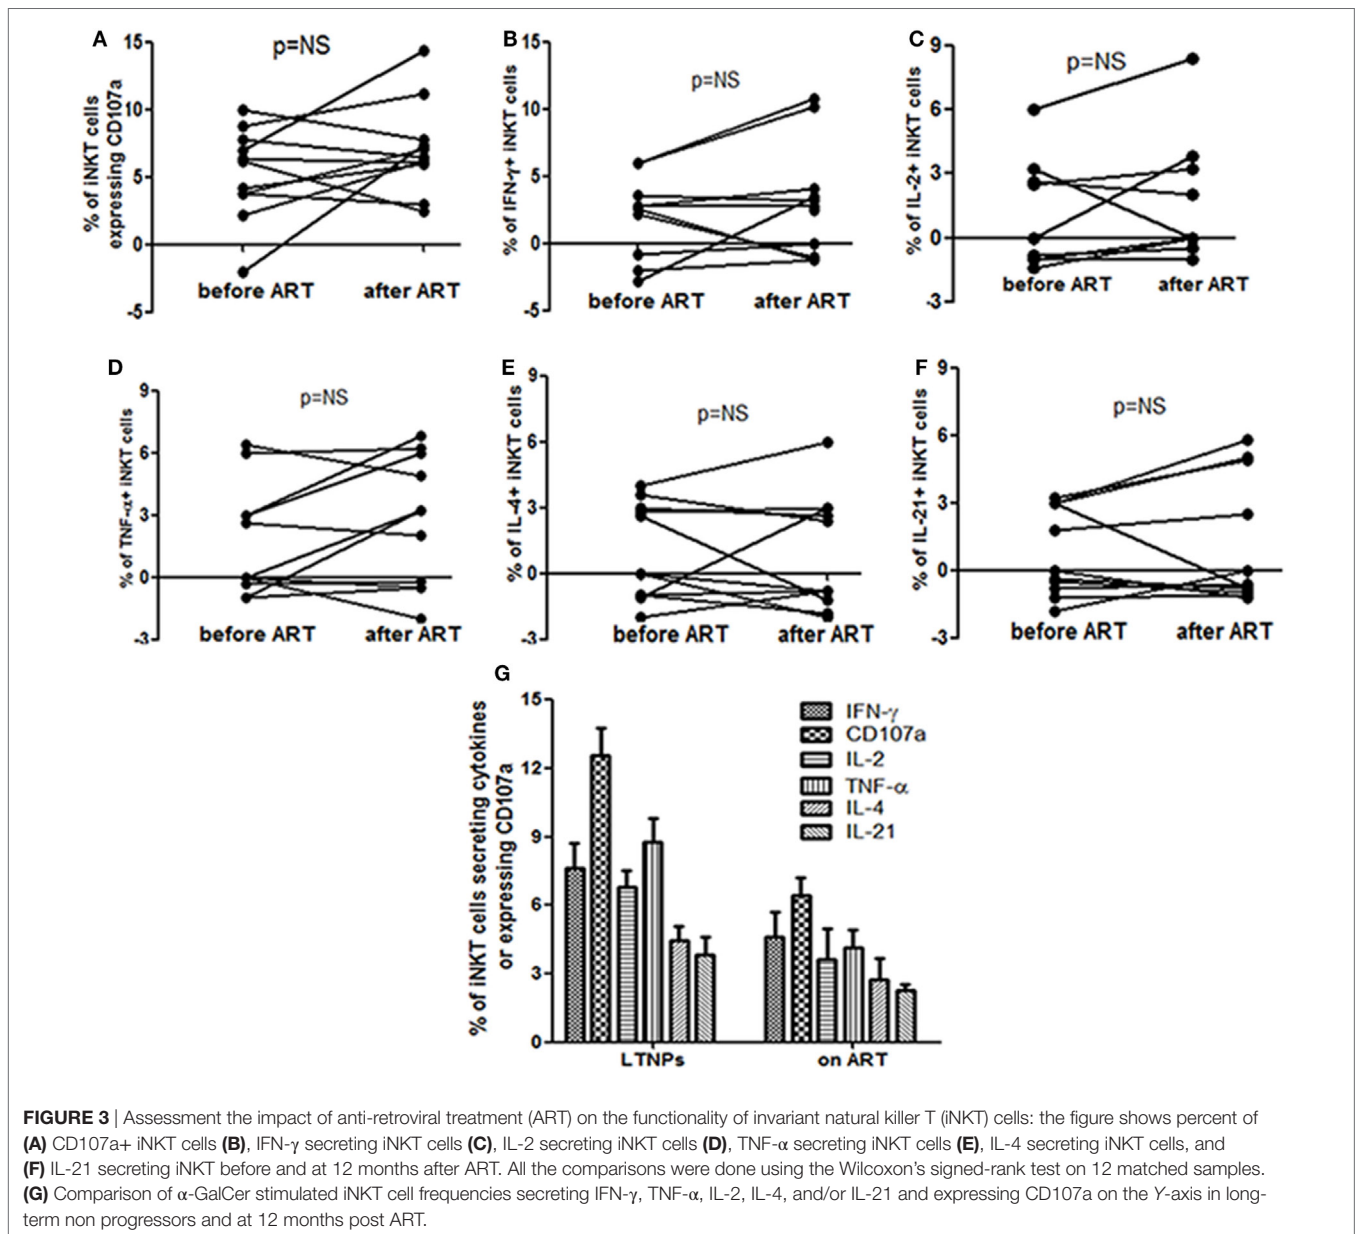 A
p=NS
% of iNKT cells
expressing CD107a
15
10
5
0
-5
before ART
after ART
B
p=NS
% of IFN-γ+ iNKT cells
15
10
5
0
-5
before ART
after ART
C
p=NS
% of IL-2+ iNKT cells
9
6
3
0
-3
before ART
after ART
D
p=NS
% of TNF-α+ iNKT cells
9
6
3
0
-3
before ART
after ART
E
p=NS
% of IL-4+ iNKT cells
9
6
3
0
-3
before ART
after ART
F
p=NS
% of IL-21+ iNKT cells
9
6
3
0
-3
before ART
after ART
G
% of iNKT cells secreting cytokines
or expressing CD107a
15
12
9
6
3
0
IFN-γ
CD107a
IL-2
TNF-α
IL-4
IL-21
LTNPs
on ART
FIGURE 3 | Assessment the impact of anti-retroviral treatment (ART) on the functionality of invariant natural killer T (iNKT) cells: the figure shows percent of
(A) CD107a+ iNKT cells (B), IFN-γ secreting iNKT cells (C), IL-2 secreting iNKT cells (D), TNF-α secreting iNKT cells (E), IL-4 secreting iNKT cells, and
(F) IL-21 secreting iNKT before and at 12 months after ART. All the comparisons were done using the Wilcoxon's signed-rank test on 12 matched samples.
(G) Comparison of α-GalCer stimulated iNKT cell frequencies secreting IFN-γ, TNF-α, IL-2, IL-4, and/or IL-21 and expressing CD107a on the Y-axis in long-
term non progressors and at 12 months post ART.